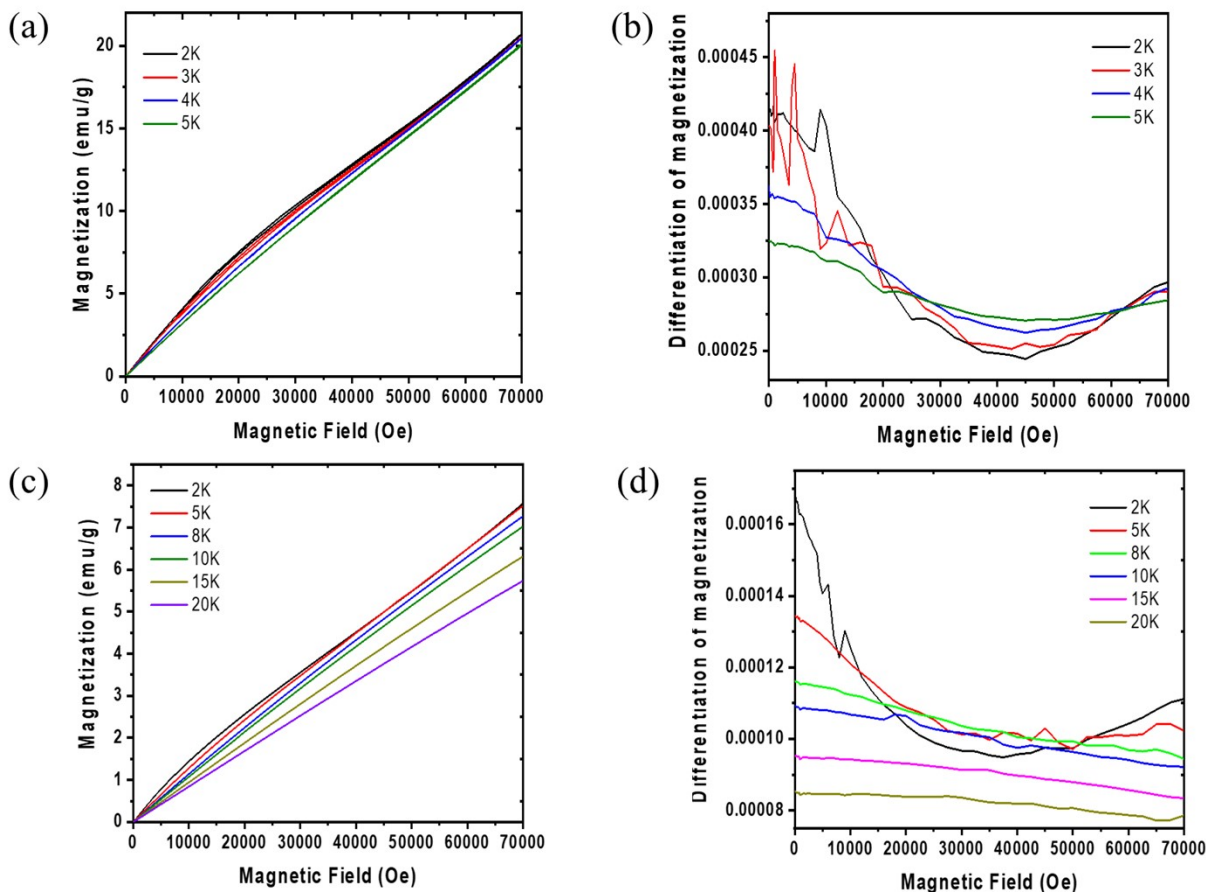 (a)
2K
3K
4K
5K
Magnetization (emu/g)
20
15
10
5
0
0 10000 20000 30000 40000 50000 60000 70000
Magnetic Field (Oe)
(b)
2K
3K
4K
5K
Differentiation of magnetization
0.00045
0.00040
0.00035
0.00030
0.00025
0 10000 20000 30000 40000 50000 60000 70000
Magnetic Field (Oe)
(c)
2K
5K
8K
10K
15K
20K
Magnetization (emu/g)
8
7
6
5
4
3
2
1
0
0 10000 20000 30000 40000 50000 60000 70000
Magnetic Field (Oe)
(d)
2K
5K
8K
10K
15K
20K
Differentiation of magnetization
0.00016
0.00014
0.00012
0.00010
0.00008
0 10000 20000 30000 40000 50000 60000 70000
Magnetic Field (Oe)